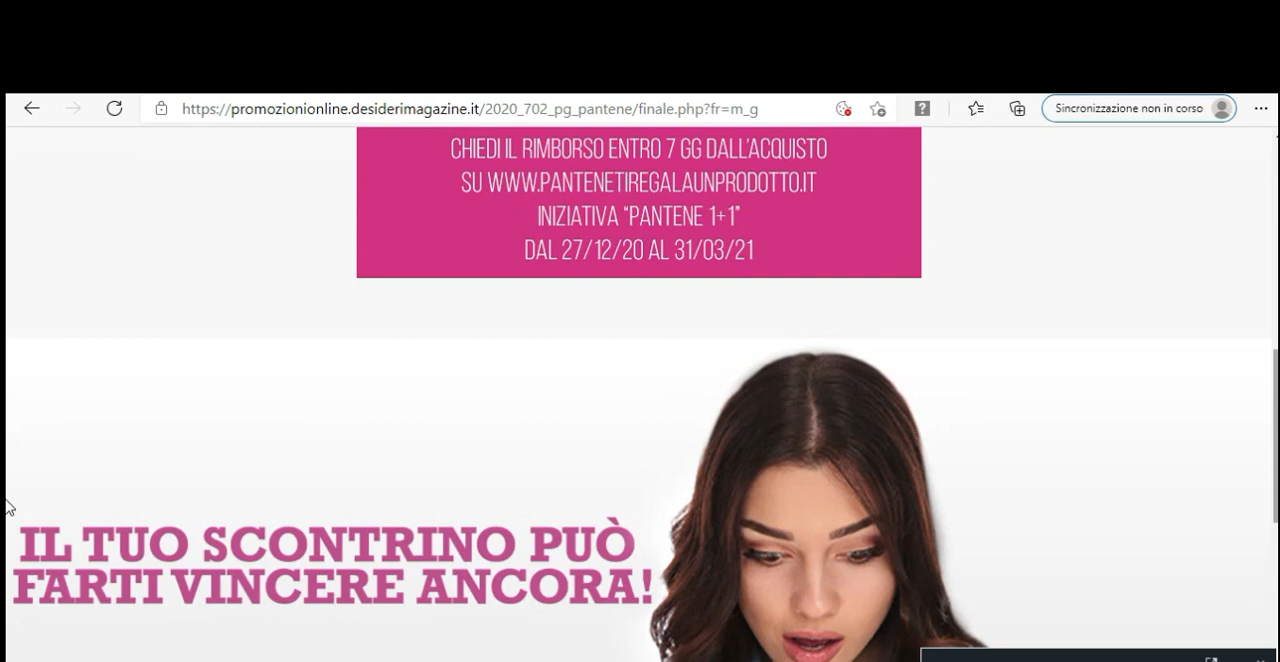 https://promozionionline.desiderimagazine.it/2020_702_pg_pantene/finale.php?fr=m_g
Sincronizzazione non in corso
CHIEDI IL RIMBORSO ENTRO 7 GG DALL'ACQUISTO
SU WWW.PANTENETIREGALAUNPRODOTTO.IT
INIZIATIVA "PANTENE 1+1"
DAL 27/12/20 AL 31/03/21
IL TUO SCONTRINO PUÒ
FARTI VINCERE ANCORA!